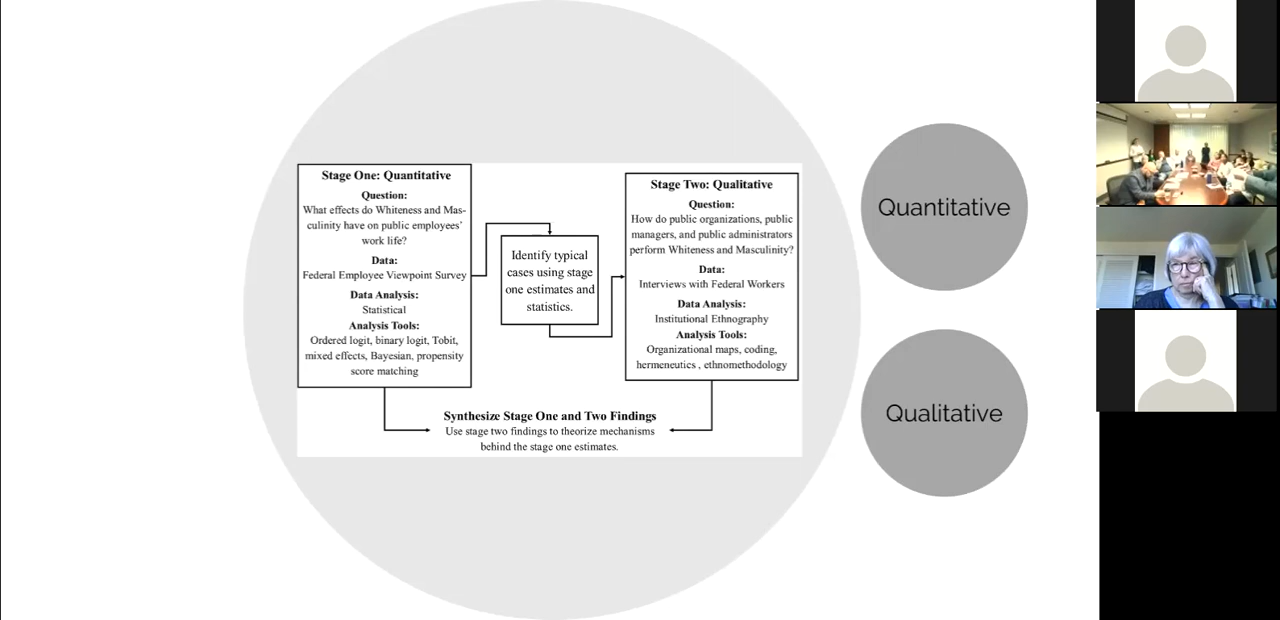 Stage One: Quantitative
Question:
What effects do Whiteness and Mas-
culinity have on public employees'
work life?
Data:
Federal Employee Viewpoint Survey
Data Analysis:
Statistical
Analysis Tools:
Ordered logit, binary logit, Tobit,
mixed effects, Bayesian, propensity
score matching
Identify typical
cases using stage
one estimates and
statistics.
Stage Two: Qualitative
Question:
How do public organizations, public
managers, and public administrators
perform Whiteness and Masculinity?
Data:
Interviews with Federal Workers
Data Analysis:
Institutional Ethnography
Analysis Tools:
Organizational maps, coding,
hermeneutics , ethnomethodology
Synthesize Stage One and Two Findings
Use stage two findings to theorize mechanisms
behind the stage one estimates.
Quantitative
Qualitative